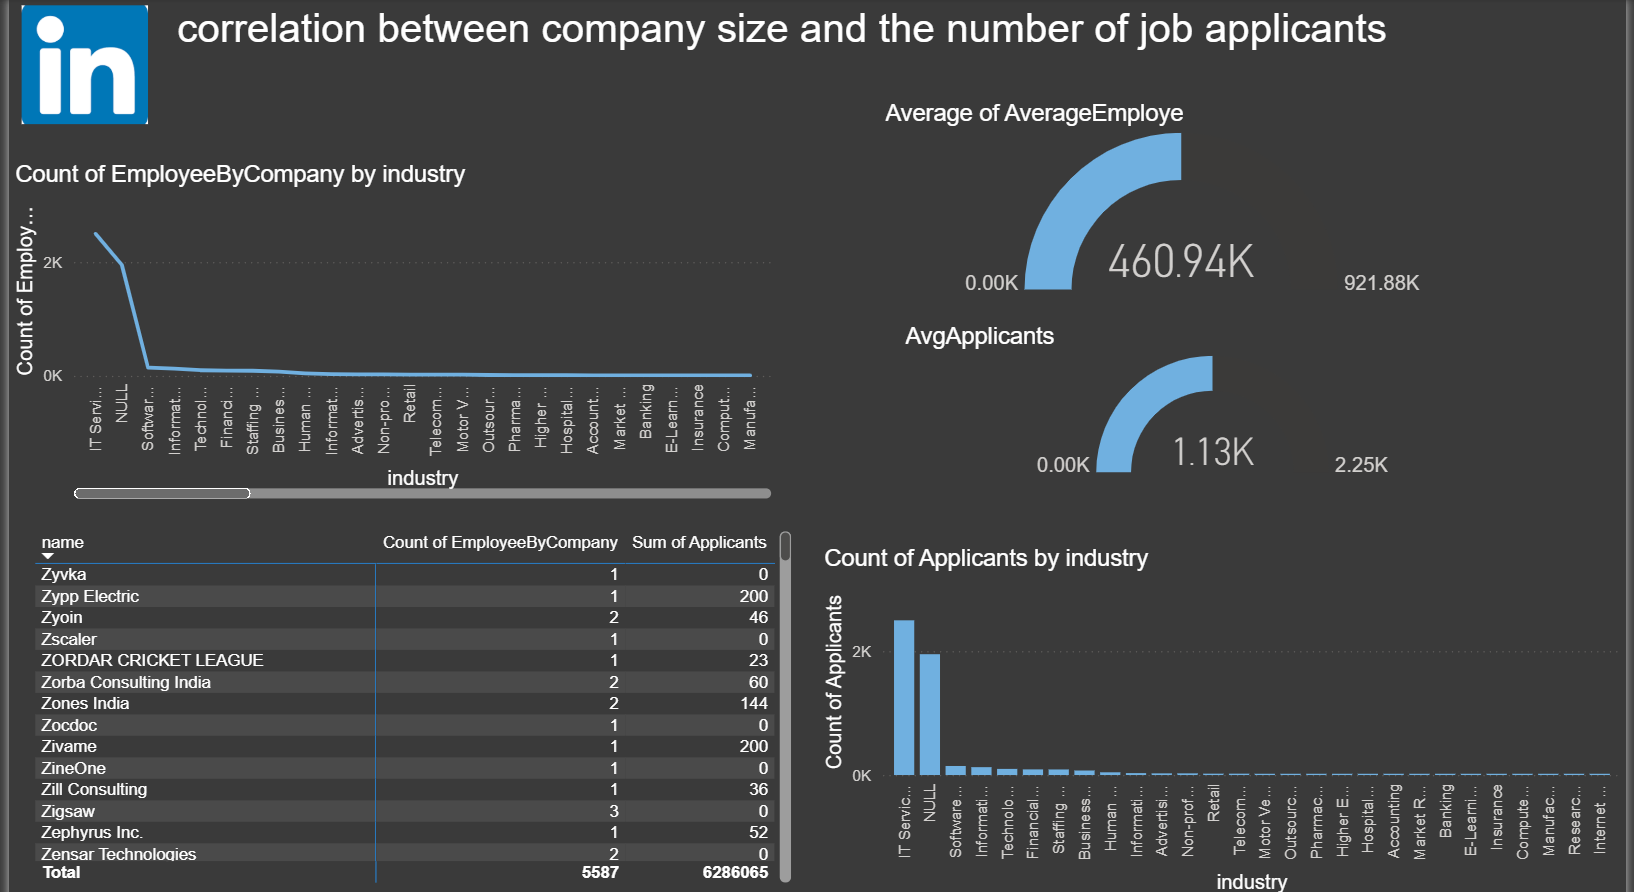 in
correlation between company size and the number of job applicants
Average of AverageEmploye
460.94K
0.00K
921.88K
AvgApplicants
1.13K
0.00K
2.25K
Count of EmployeeByCompany by industry
Count of Employ...
2K
0K
IT Servi...
NULL
Softwar...
Informat...
Technol...
Financi...
Staffing ...
Busines...
Human ...
Informat...
Advertis...
Non-pro...
Retail
Telecom...
Motor V...
Outsour...
Pharma...
Higher ...
Hospital...
Account...
Market ...
Banking
E-Learn...
Insurance
Comput...
Manufa...
industry
name Count of EmployeeByCompany Sum of Applicants
Zyvka 1 0
Zypp Electric 1 200
Zyoin 2 46
Zscaler 1 0
ZORDAR CRICKET LEAGUE 1 23
Zorba Consulting India 2 60
Zones India 2 144
Zocdoc 1 0
Zivame 1 200
ZineOne 1 0
Zill Consulting 1 36
Zigsaw 3 0
Zephyrus Inc. 1 52
Zensar Technologies 2 0
Total 5587 6286065
Count of Applicants by industry
Count of Applicants
2K
0K
IT Servic...
NULL
Software...
Informati...
Technolo...
Financial...
Staffing ...
Business...
Human ...
Informati...
Advertisi...
Non-prof...
Retail
Telecom...
Motor Ve...
Outsourc...
Pharmac...
Higher E...
Hospital...
Accounting
Market R...
Banking
E-Learni...
Insurance
Compute...
Manufac...
Researc...
Internet ...
industry